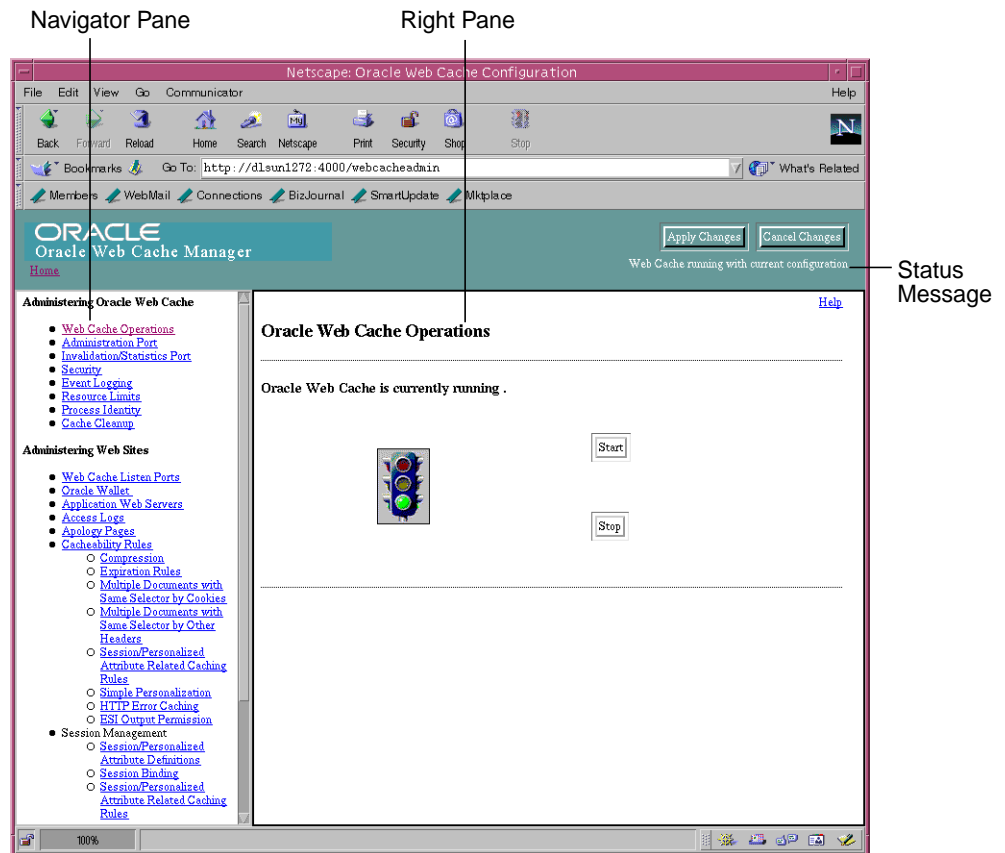 Navigator Pane
Right Pane
Netscape: Oracle Web Cache Configuration
File Edit View Go Communicator Help
Back Forward Reload Home Search Netscape Print Security Shop Stop
My
N
Bookmarks Go To: http://dlsun1272:4000/webcacheadmin What's Related
Members WebMail Connections BizJournal SmartUpdate Mktplace
ORACLE
Oracle Web Cache Manager
Home
Apply Changes Cancel Changes
Web Cache running with current configuration
Status
Message
Administering Oracle Web Cache
Web Cache Operations
Administration Port
Invalidation/Statistics Port
Security
Event Logging
Resource Limits
Process Identity
Cache Cleanup
Administering Web Sites
Web Cache Listen Ports
Oracle Wallet
Application Web Servers
Access Logs
Apology Pages
Cacheability Rules
Compression
Expiration Rules
Multiple Documents with
Same Selector by Cookies
Multiple Documents with
Same Selector by Other
Headers
Session/Personalized
Attribute Related Caching
Rules
Simple Personalization
HTTP Error Caching
ESI Output Permission
Session Management
Session/Personalized
Attribute Definitions
Session Binding
Session/Personalized
Attribute Related Caching
Rules
Help
Oracle Web Cache Operations
Oracle Web Cache is currently running .
Start
Stop
100%